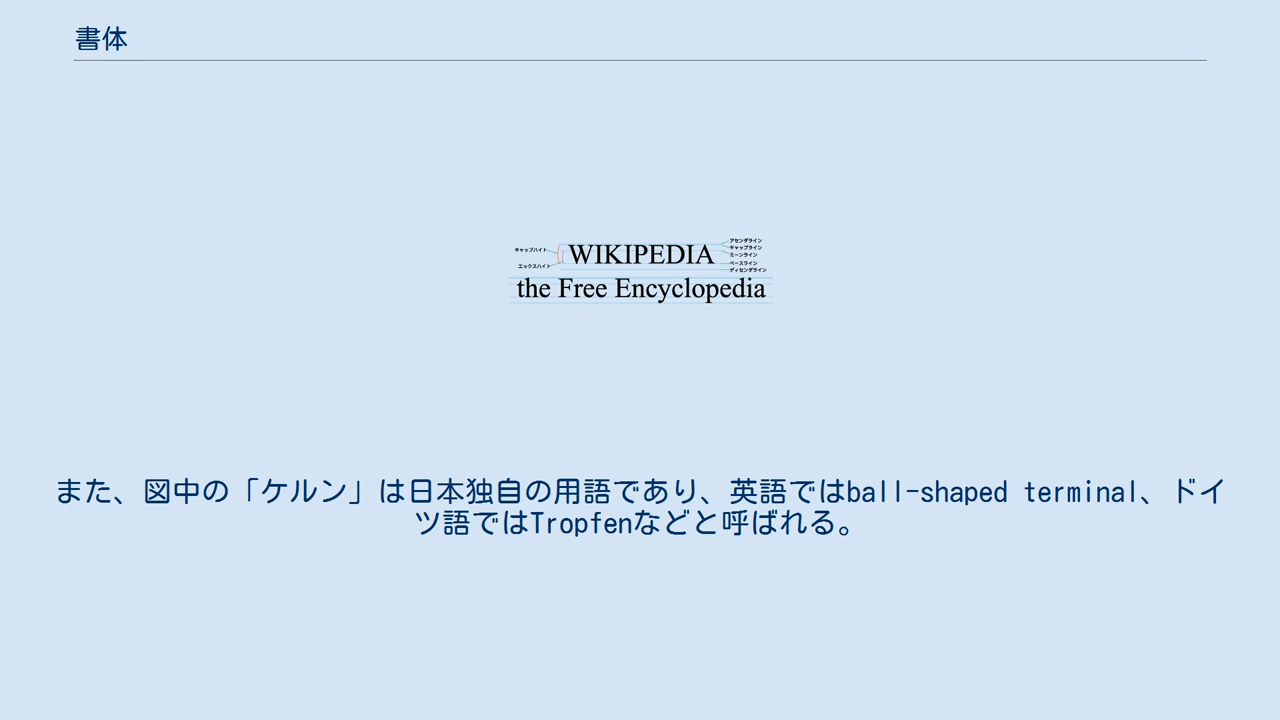 書体
アセンダライン
キャップハイト
キャップライン
WIKIPEDIA
ミーンライン
エックスハイト
ベースライン
ディセンダライン
the Free Encyclopedia
また、図中の「ケルン」は日本独自の用語であり、英語ではball-shaped terminal、ドイ
ツ語ではTropfenなどと呼ばれる。